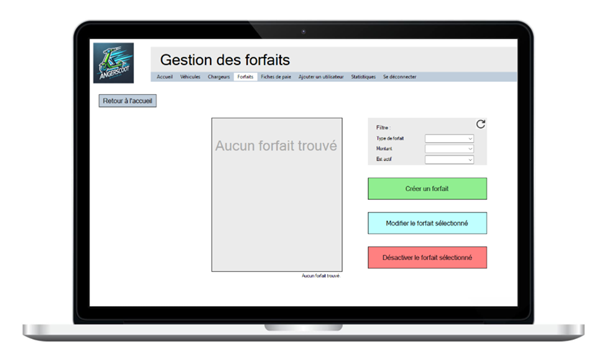 ANGERSCOOT
Gestion des forfaits
Accueil Véhicules Chargeurs Forfaits Fiches de paie Ajouter un utilisateur Statistiques Se déconnecter
Retour à l'accueil
Aucun forfait trouvé
Aucun forfait trouvé
Filtre :
Type de forfait
Montant
Est actif
Créer un forfait
Modifier le forfait sélectionné
Désactiver le forfait sélectionné